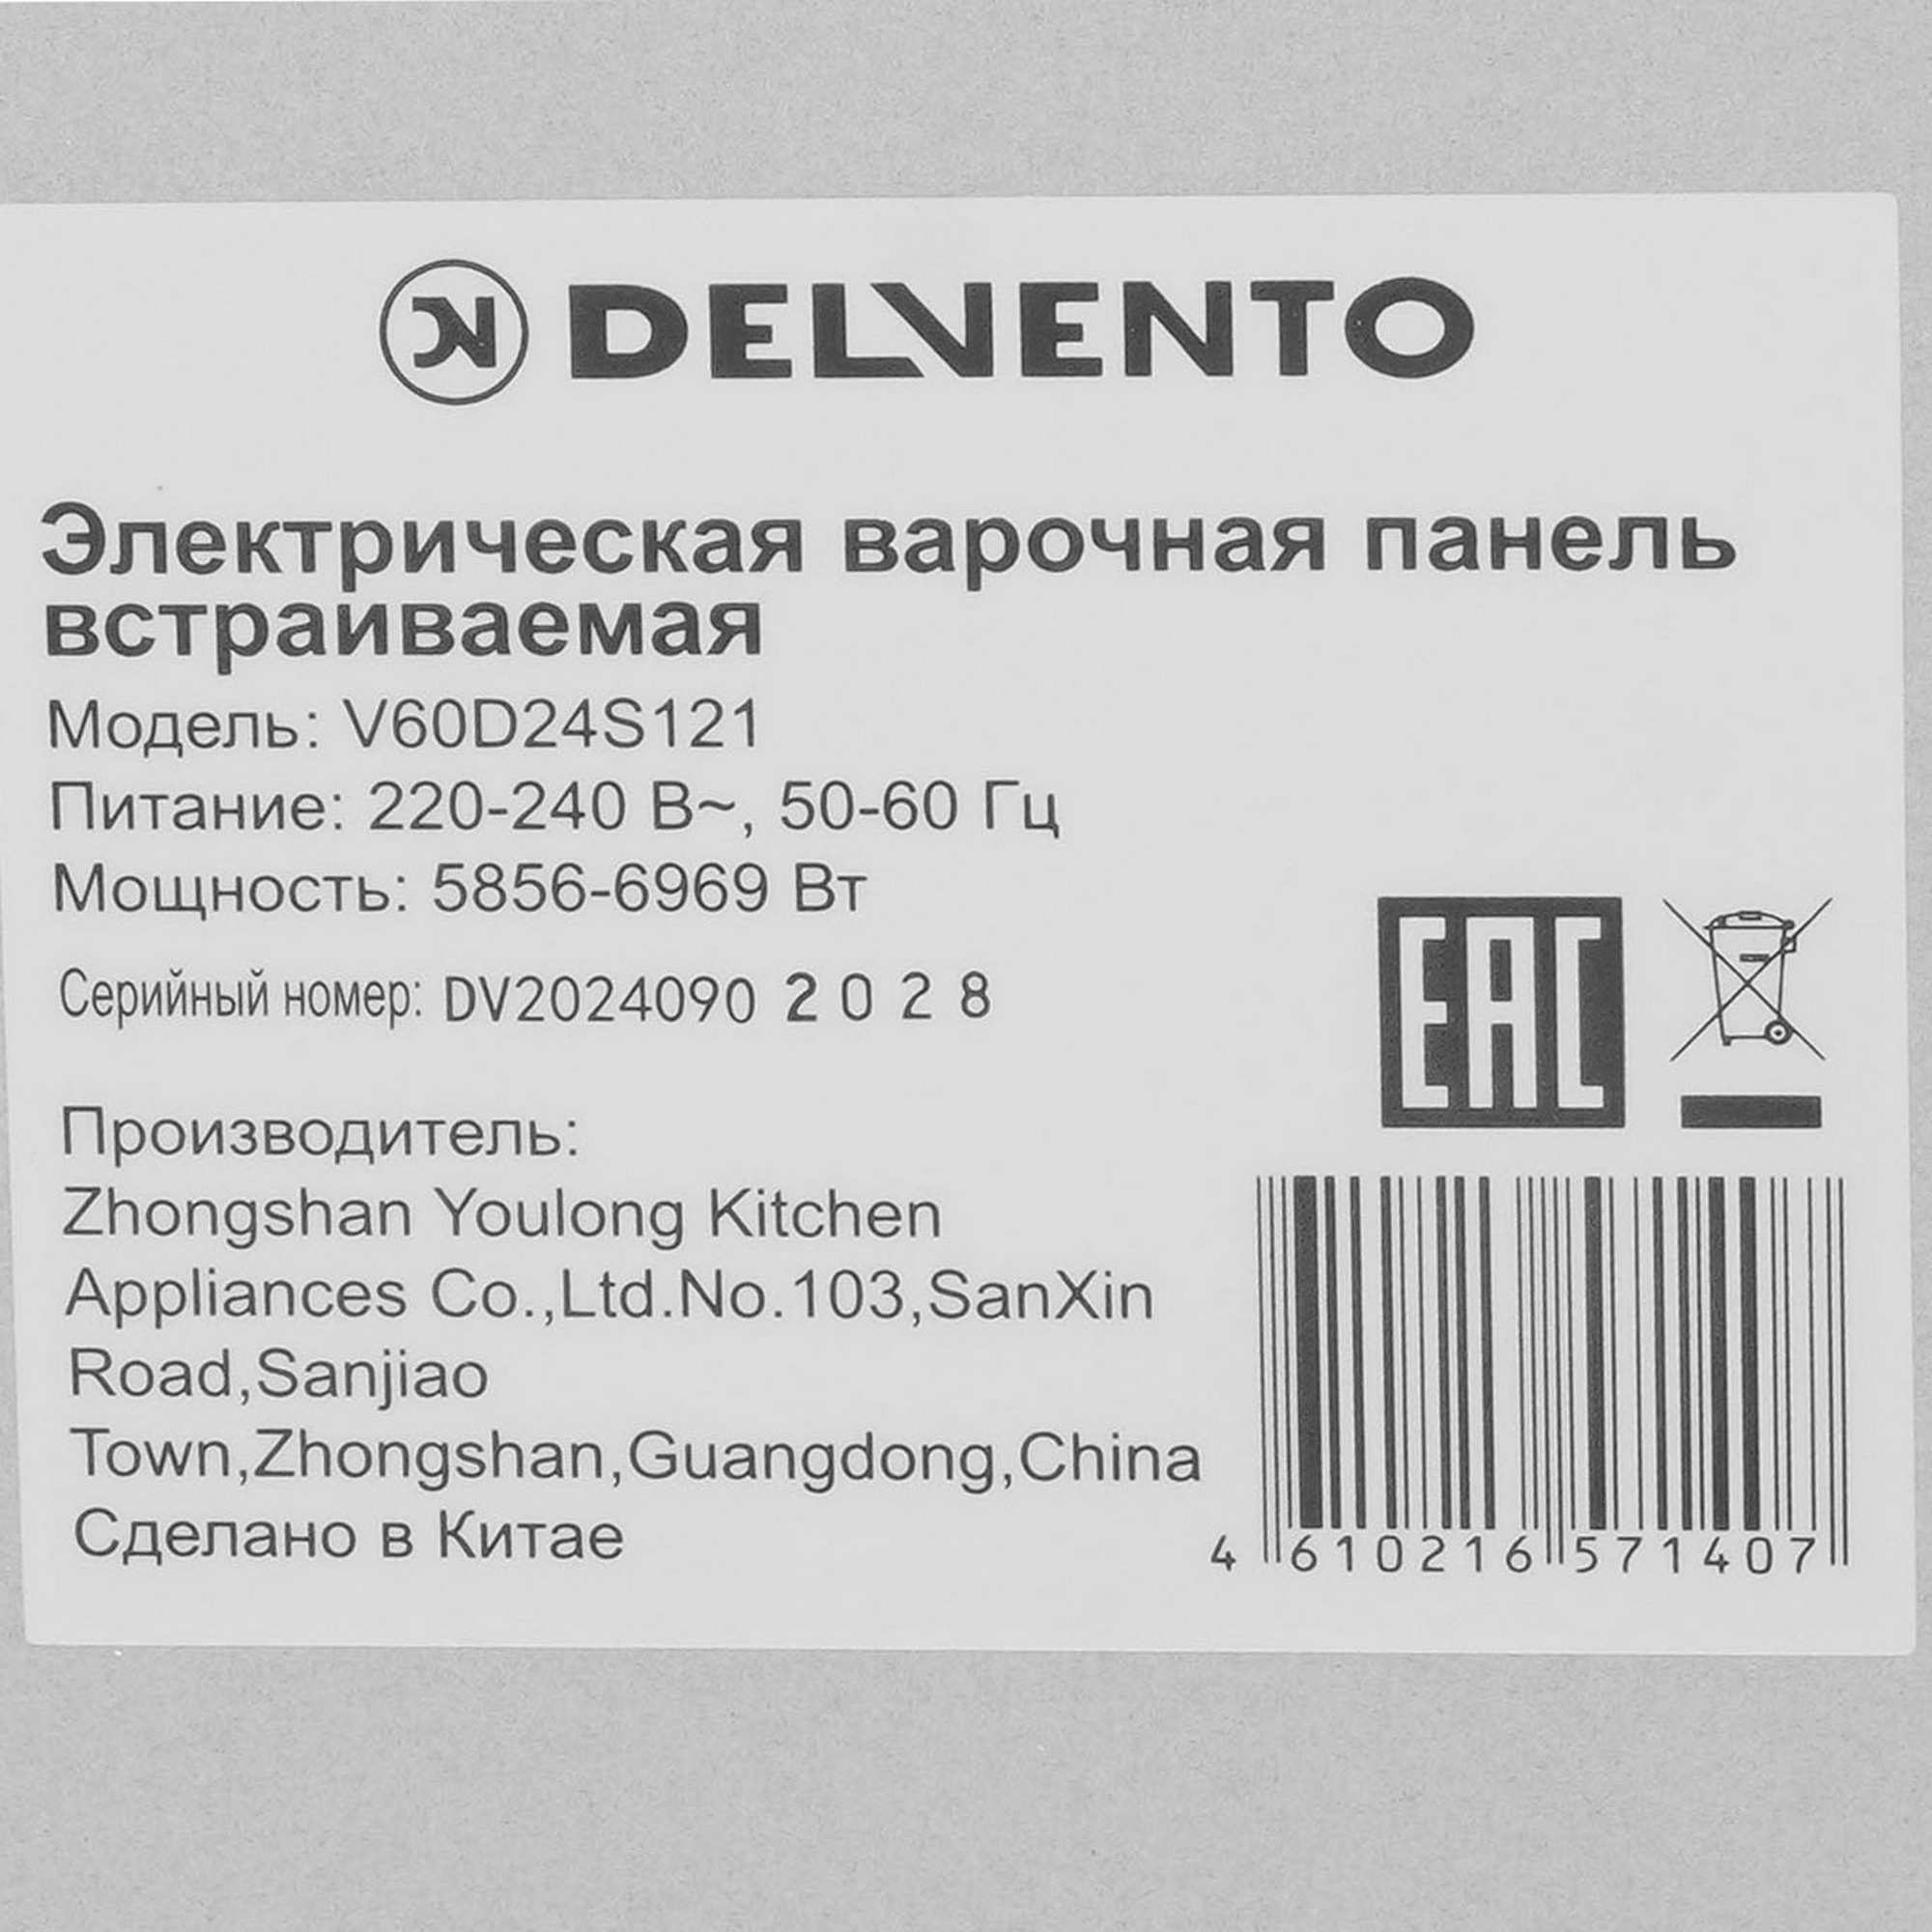 DELVENTO
Электрическая варочная панель
встраиваемая
Модель: V60D24S121
Питание: 220-240 В~, 50-60 Гц
Мощность: 5856-6969 Вт
Серийный номер: DV2024090 2 0 2 8
EAC
Производитель:
Zhongshan Youlong Kitchen
Appliances Co.,Ltd.No.103,SanXin
Road,Sanjiao
Town,Zhongshan,Guangdong,China
Сделано в Китае
4 610216 571407